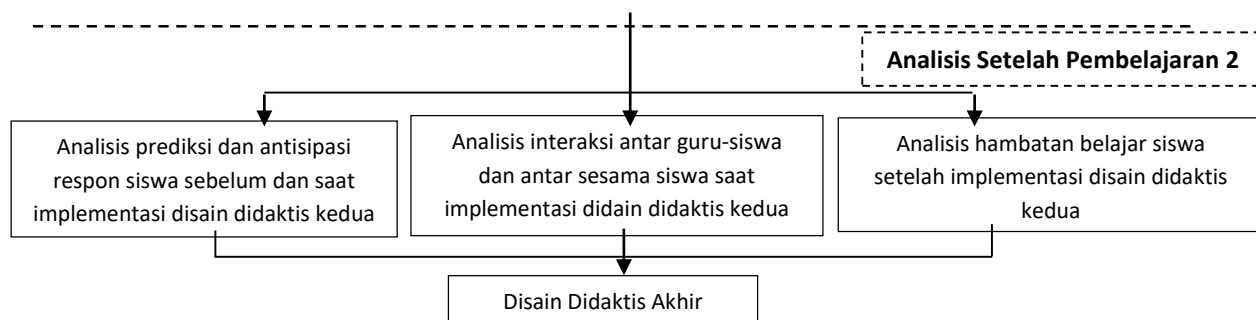 Analisis Setelah Pembelajaran 2
Analisis prediksi dan antisipasi
respon siswa sebelum dan saat
implementasi disain didaktis kedua
Analisis interaksi antar guru-siswa
dan antar sesama siswa saat
implementasi didain didaktis kedua
Analisis hambatan belajar siswa
setelah implementasi disain didaktis
kedua
Disain Didaktis Akhir